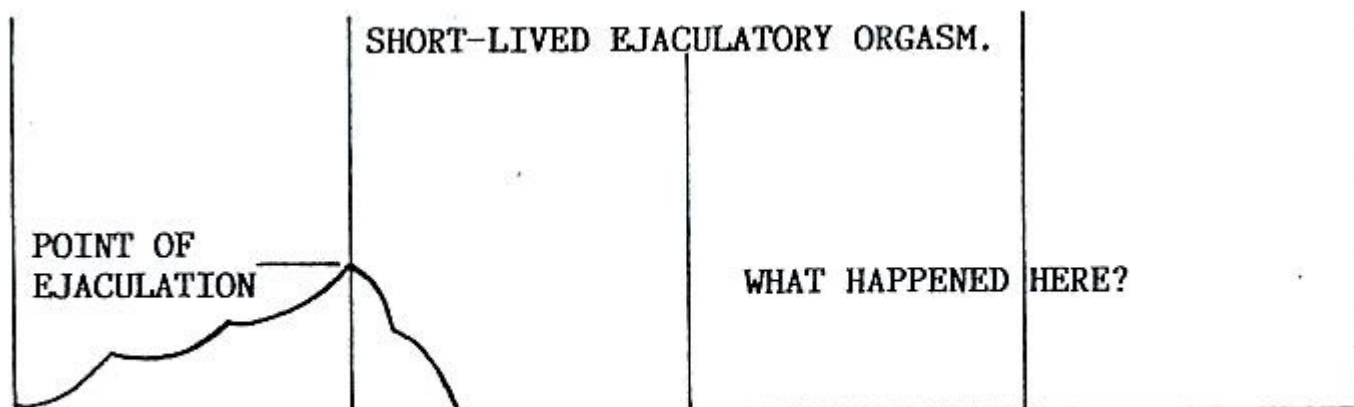 SHORT-LIVED EJACULATORY ORGASM.
POINT OF
EJACULATION
WHAT HAPPENED HERE?